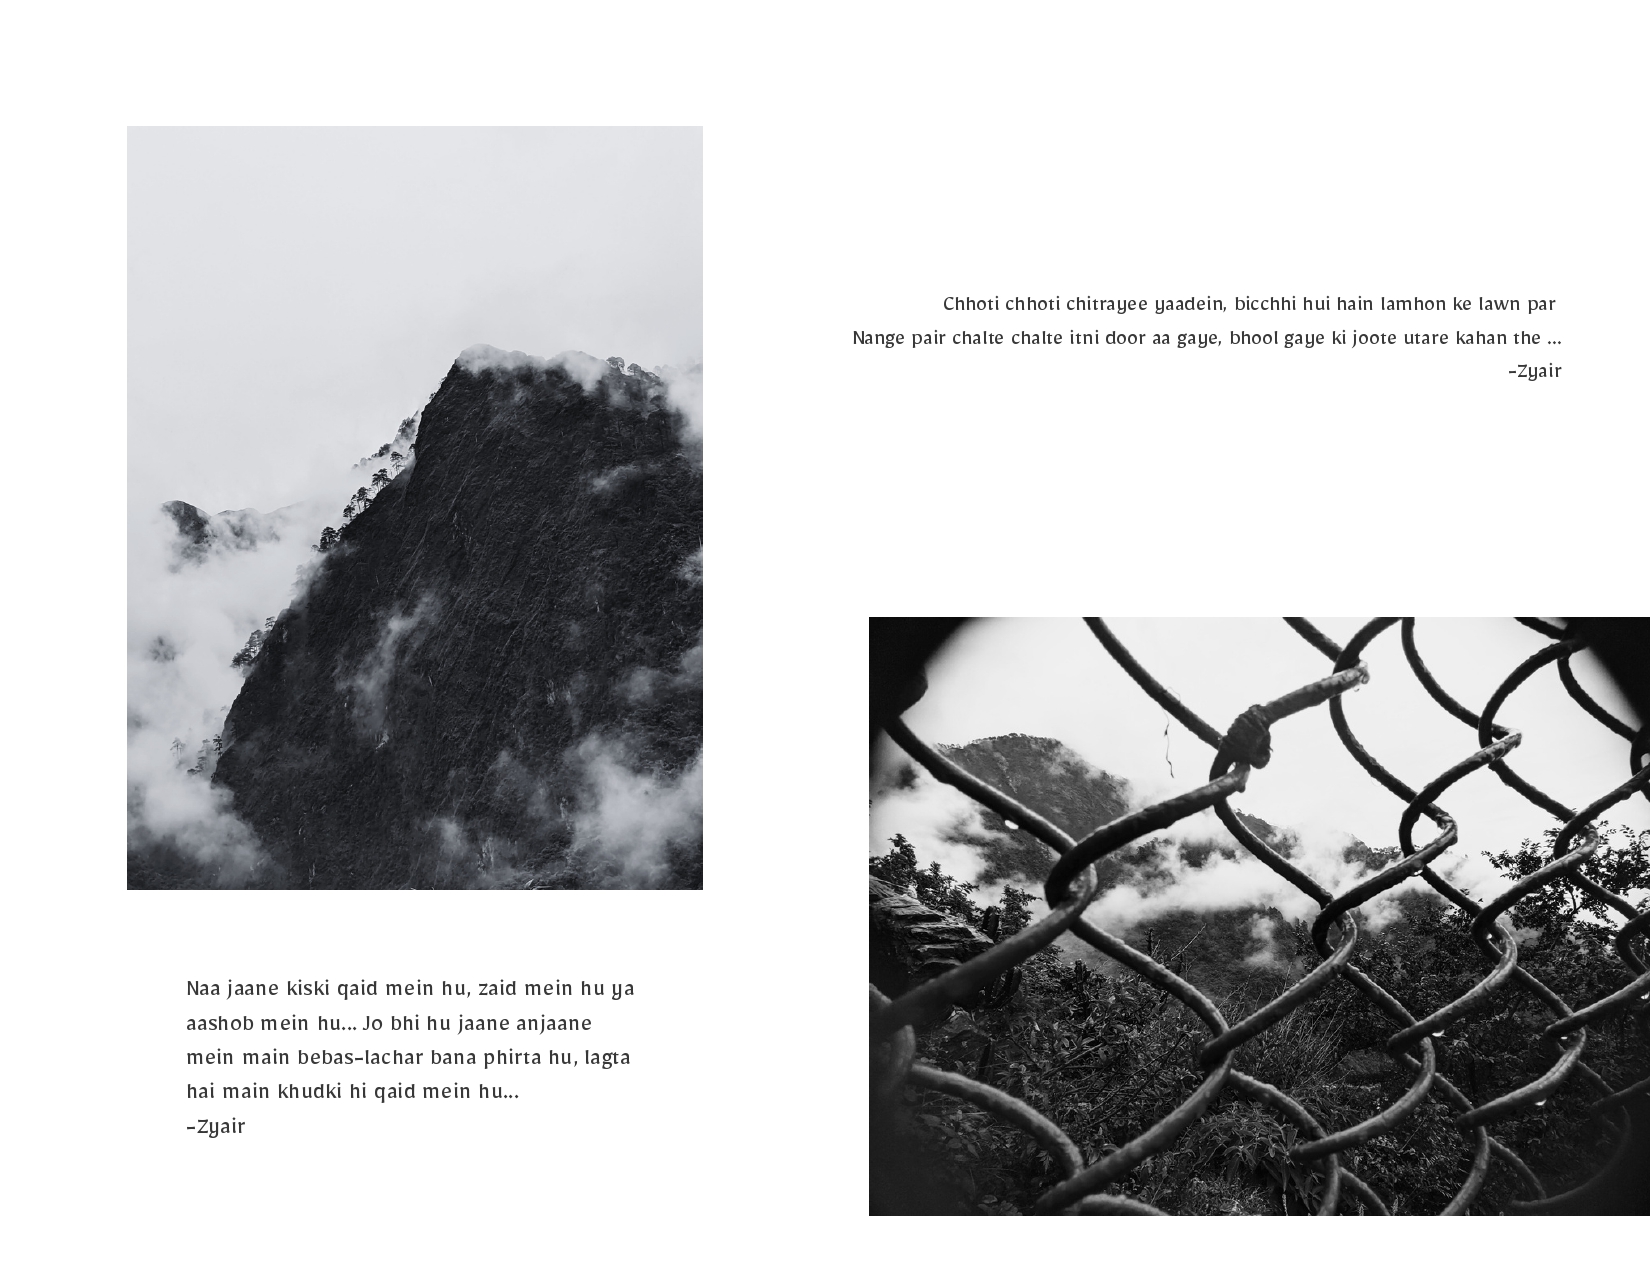 Naa jaane kiski qaid mein hu, zaid mein hu ya
aashob mein hu... Jo bhi hu jaane anjaane
mein main bebas-lachar bana phirta hu, lagta
hai main khudki hi qaid mein hu...
-Zyair
Chhoti chhoti chitrayee yaadein, bicchhi hui hain lamhon ke lawn par
Nange pair chalte chalte itni door aa gaye, bhool gaye ki joote utare kahan the ...
-Zyair